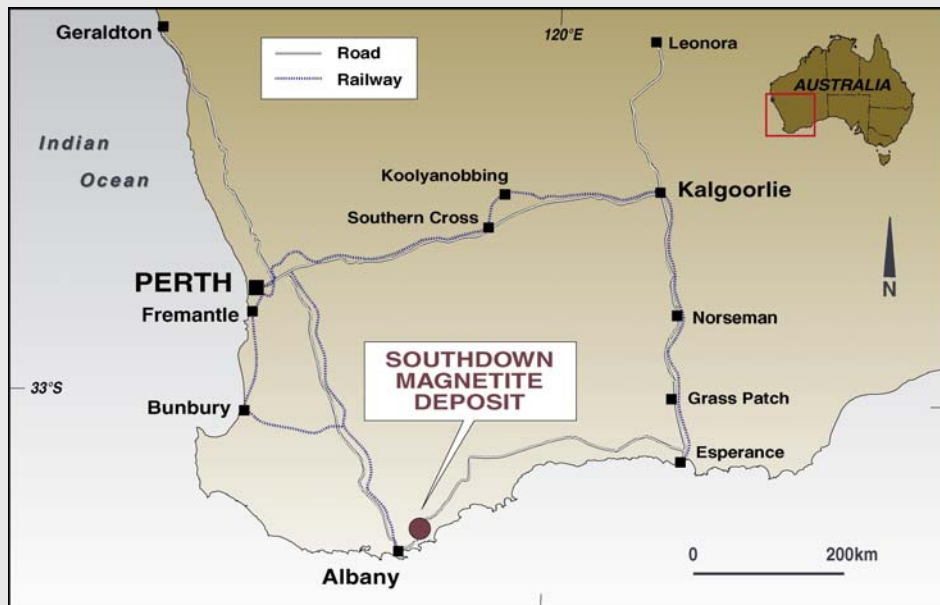 Geraldton
120°E
Leonora
Road
Railway
AUSTRALIA
Indian
Ocean
Koolyanobbing
Kalgoorlie
Southern Cross
PERTH
N
Fremantle
Norseman
SOUTHDOWN
MAGNETITE
DEPOSIT
33°S
Bunbury
Grass Patch
Esperance
0
200km
Albany